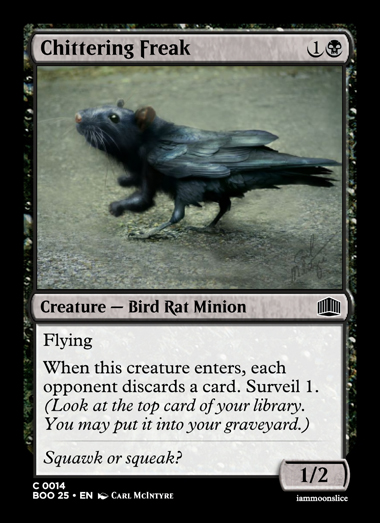 Chittering Freak
1
Creature — Bird Rat Minion
Flying
When this creature enters, each
opponent discards a card. Surveil 1.
(Look at the top card of your library.
You may put it into your graveyard.)
Squawk or squeak?
1/2
C 0014
BOO 25 • EN Carl McIntyre
iammoonslice